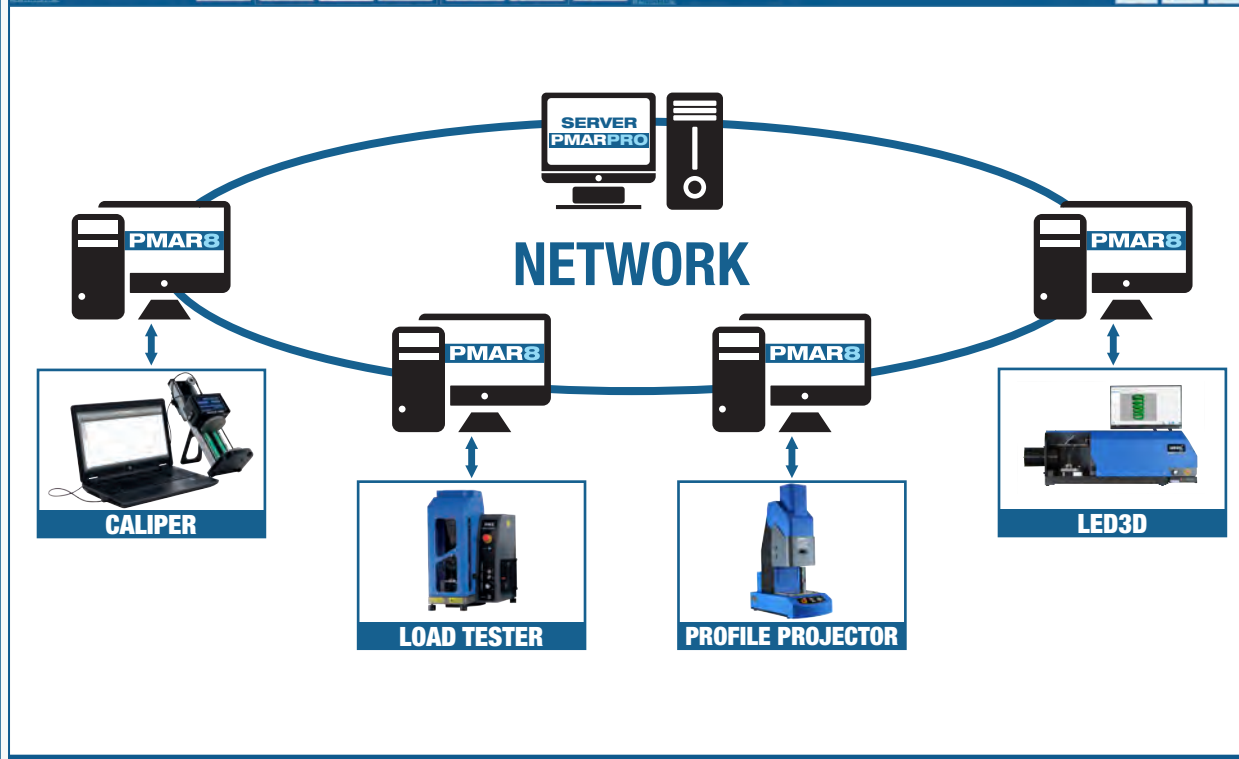 SERVER
PMARPRO
PMAR8
PMAR8
NETWORK
PMAR8
PMAR8
CALIPER
LED3D
LOAD TESTER
PROFILE PROJECTOR